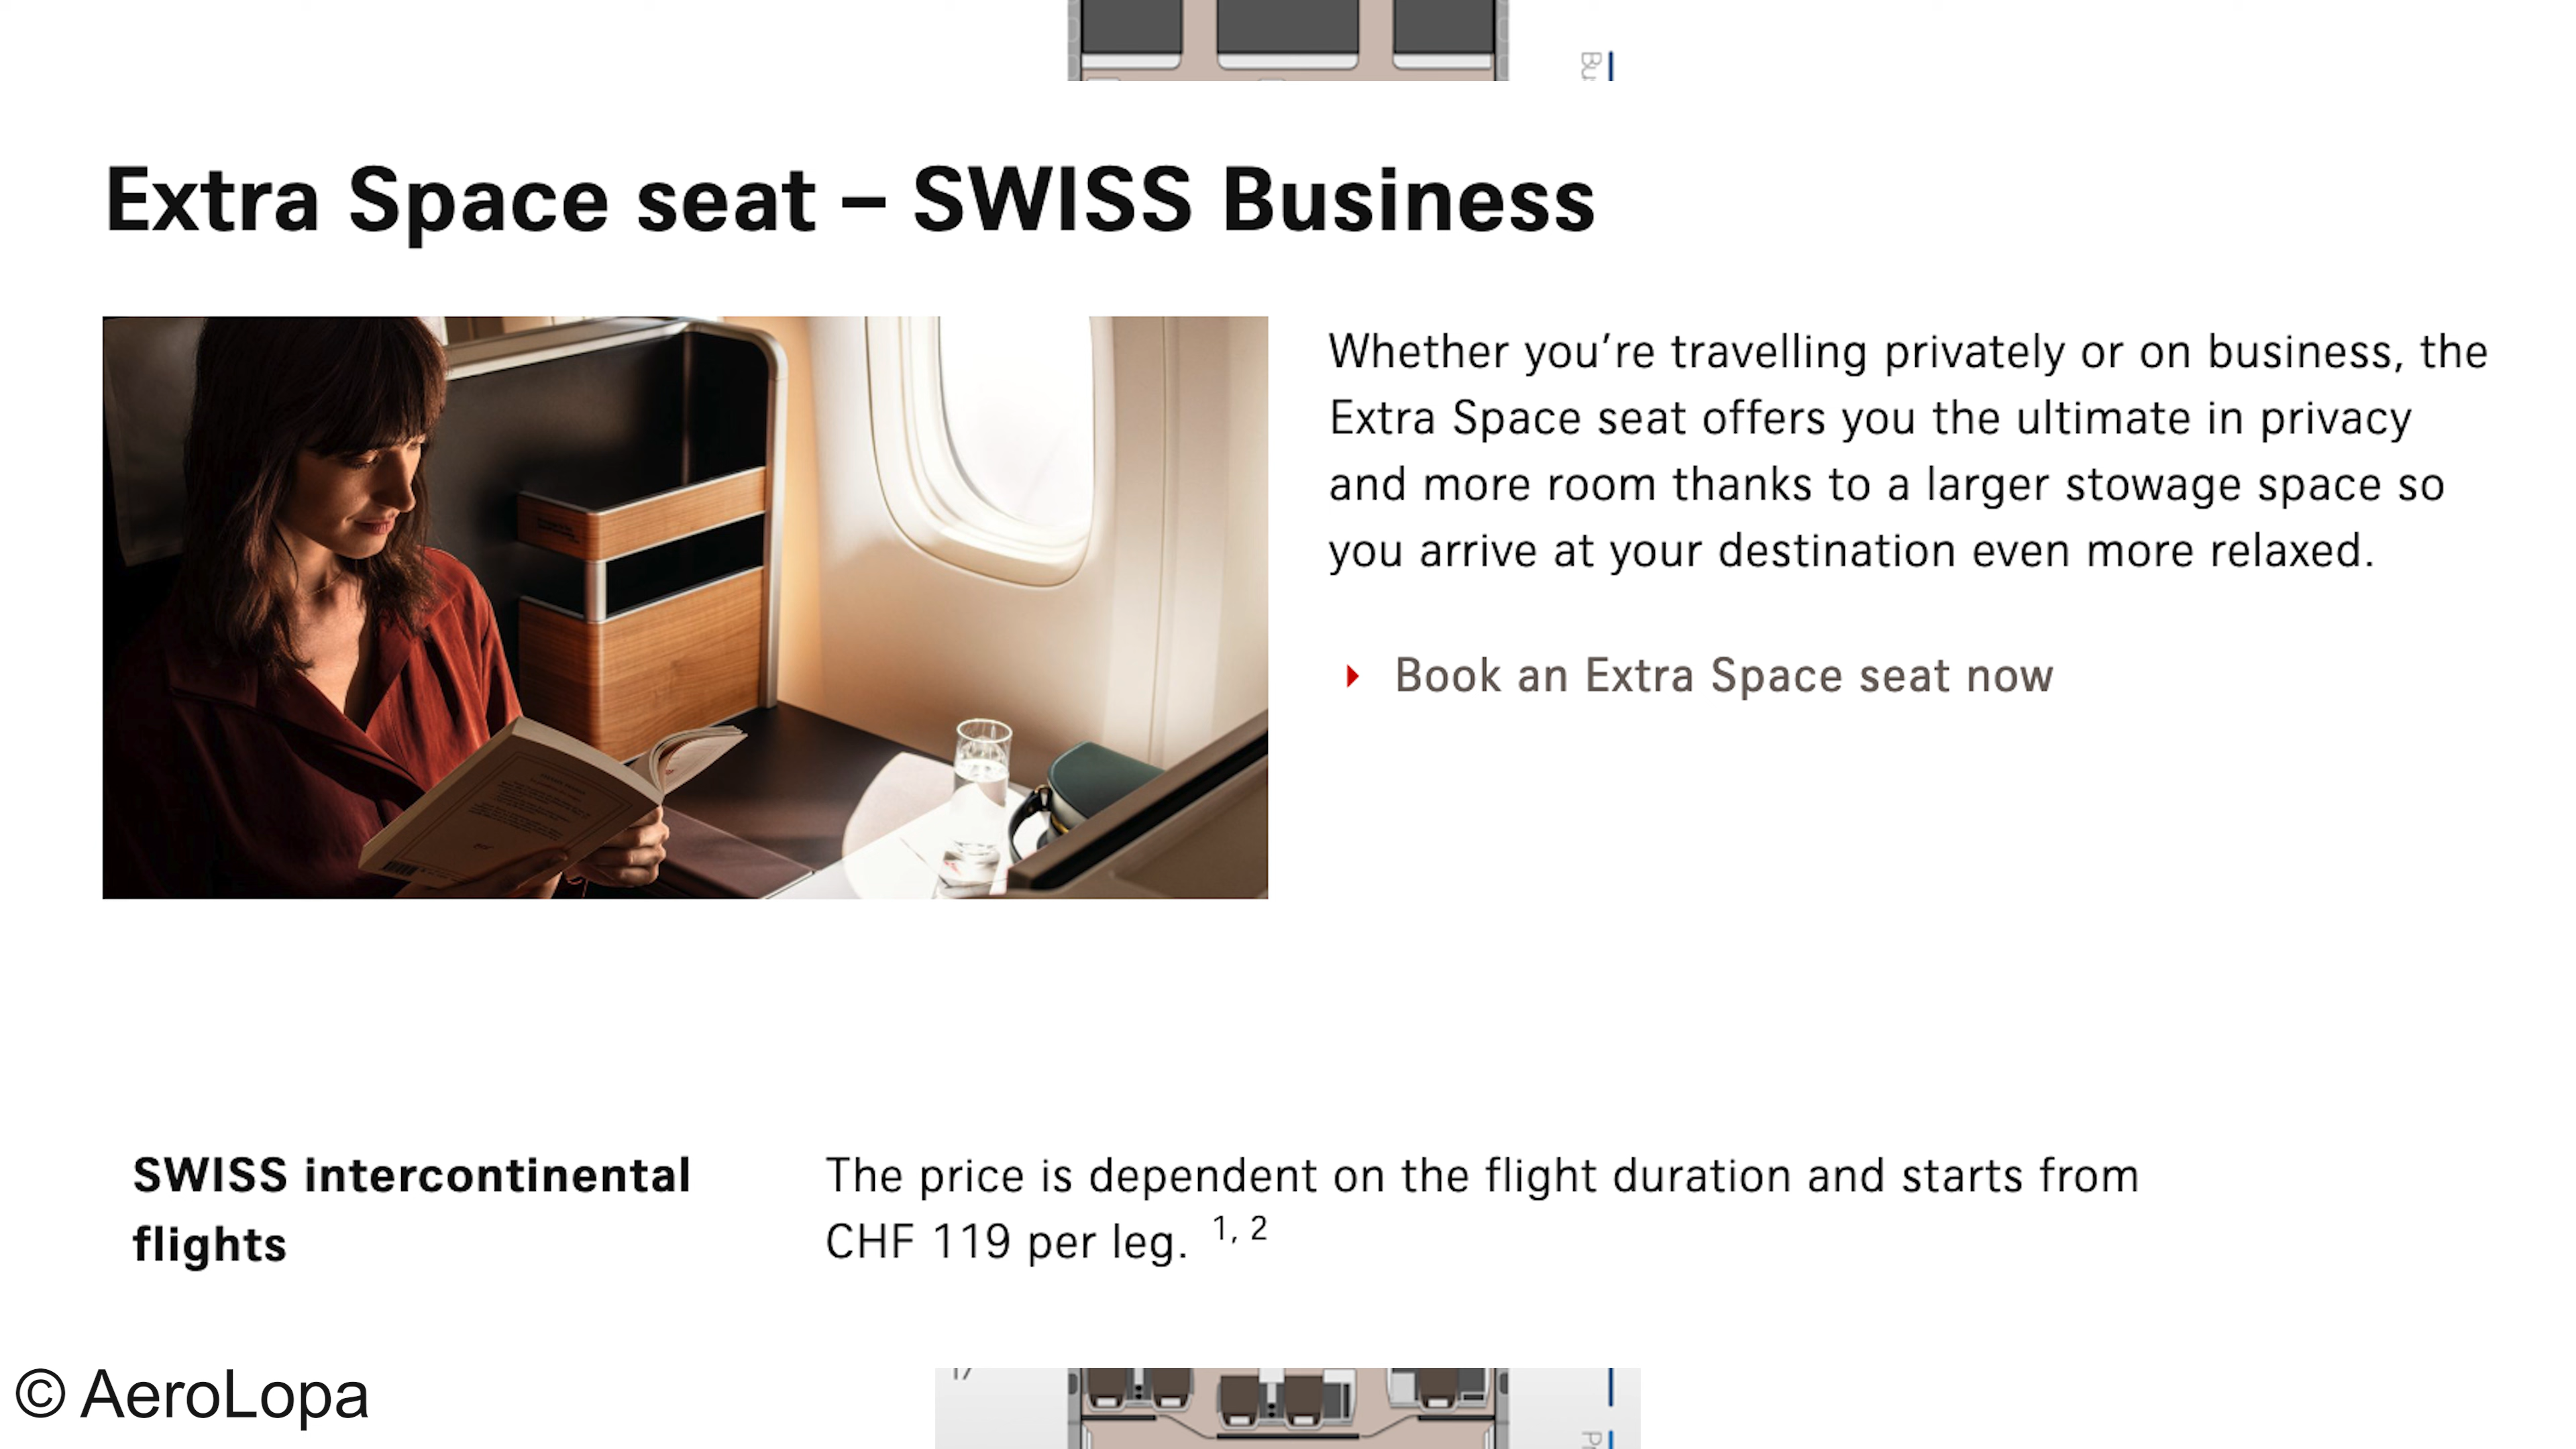 Bu
Extra Space seat – SWISS Business
Whether you’re travelling privately or on business, the
Extra Space seat offers you the ultimate in privacy
and more room thanks to a larger stowage space so
you arrive at your destination even more relaxed.
Book an Extra Space seat now
SWISS intercontinental
flights
The price is dependent on the flight duration and starts from
CHF 119 per leg. 1, 2
© AeroLopa
17